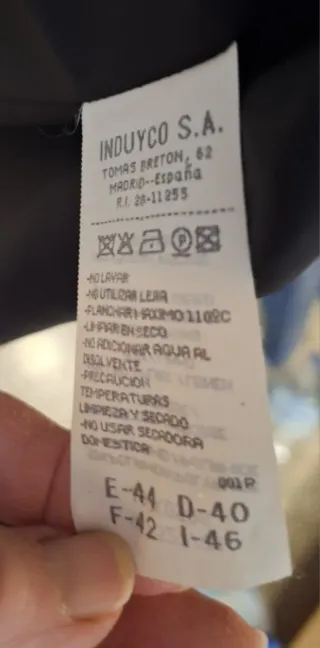 INDUYCO S.A.
TOMAS BRETON, 62
MADRID--España
R.I. 28-11255
-NO LAVAR
-NO UTILIZAR LEJIA
-PLANCHAR MAXIMO 110ºC
-LIMPIAR EN SECO
-NO ADICIONAR AGUA AL
DISOLVENTE
-PRECAUCION
TEMPERATURAS
LIMPIEZA Y SECADO
-NO USAR SECADORA
DOMESTICA
001P
E-44 D-40
F-42 I-46